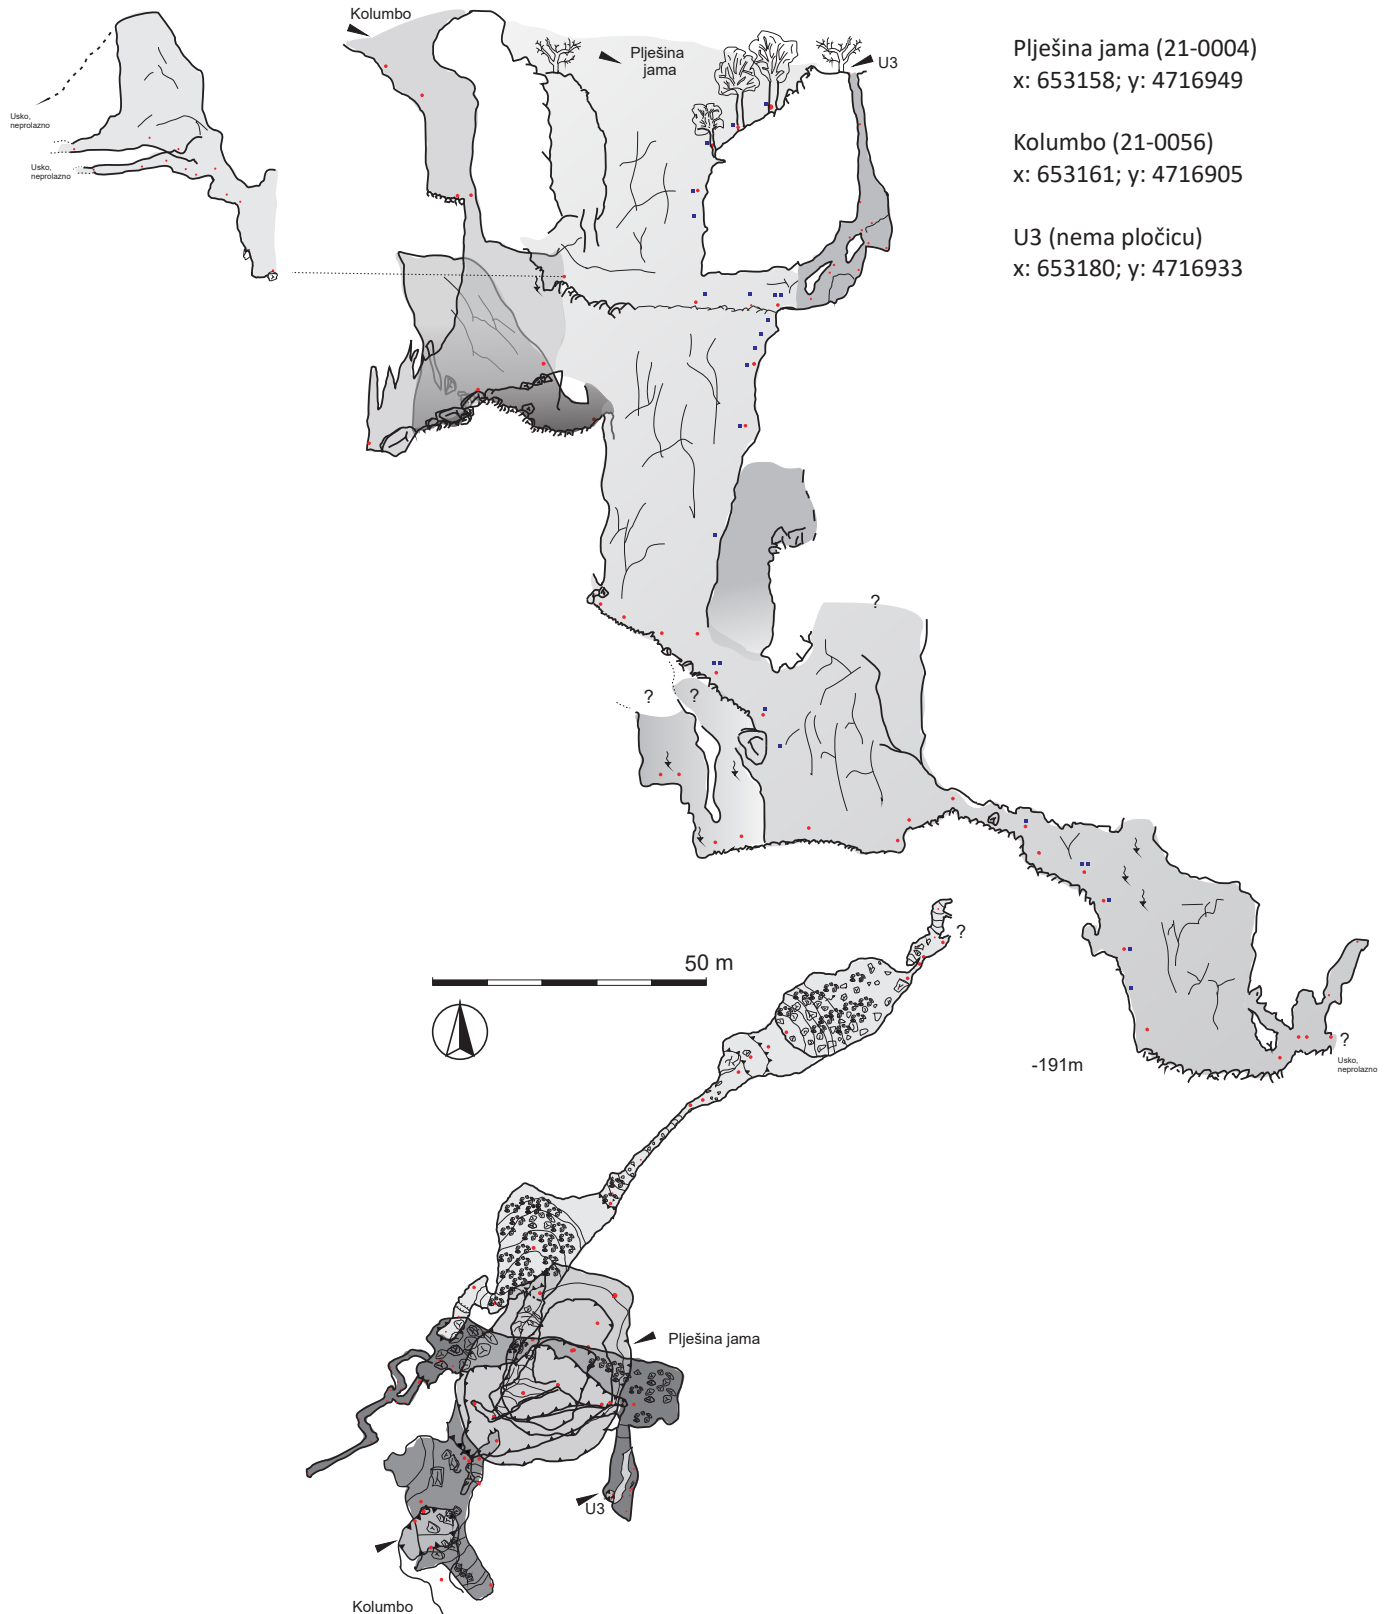 Kolumbo
Plješina
jama
U3
Plješina jama (21-0004)
x: 653158; y: 4716949
Kolumbo (21-0056)
x: 653161; y: 4716905
U3 (nema pločicu)
x: 653180; y: 4716933
Usko,
neprolazno
Usko,
neprolazno
?
?
?
50 m
?
-191m
?
Usko,
neprolazno
Plješina jama
U3
Kolumbo